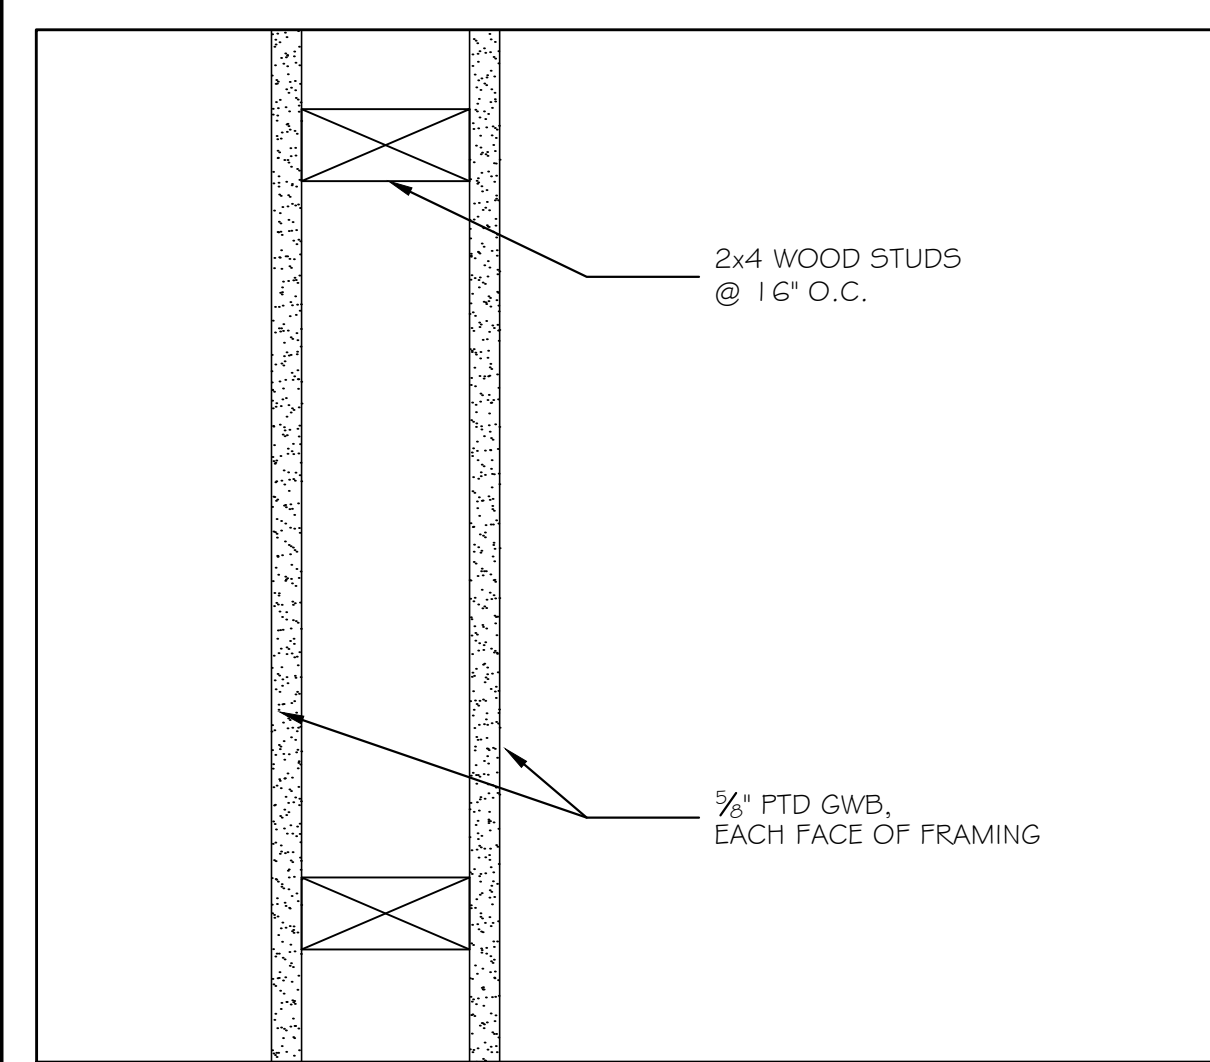 2x4 WOOD STUDS
@ 16" O.C.
5/8" PTD GWB,
EACH FACE OF FRAMING